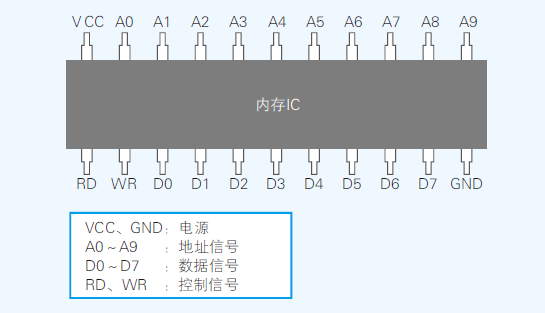 VCC A0 A1 A2 A3 A4 A5 A6 A7 A8 A9
内存IC
RD WR D0 D1 D2 D3 D4 D5 D6 D7 GND
VCC、GND：电源
A0～A9：地址信号
D0～D7：数据信号
RD、WR：控制信号